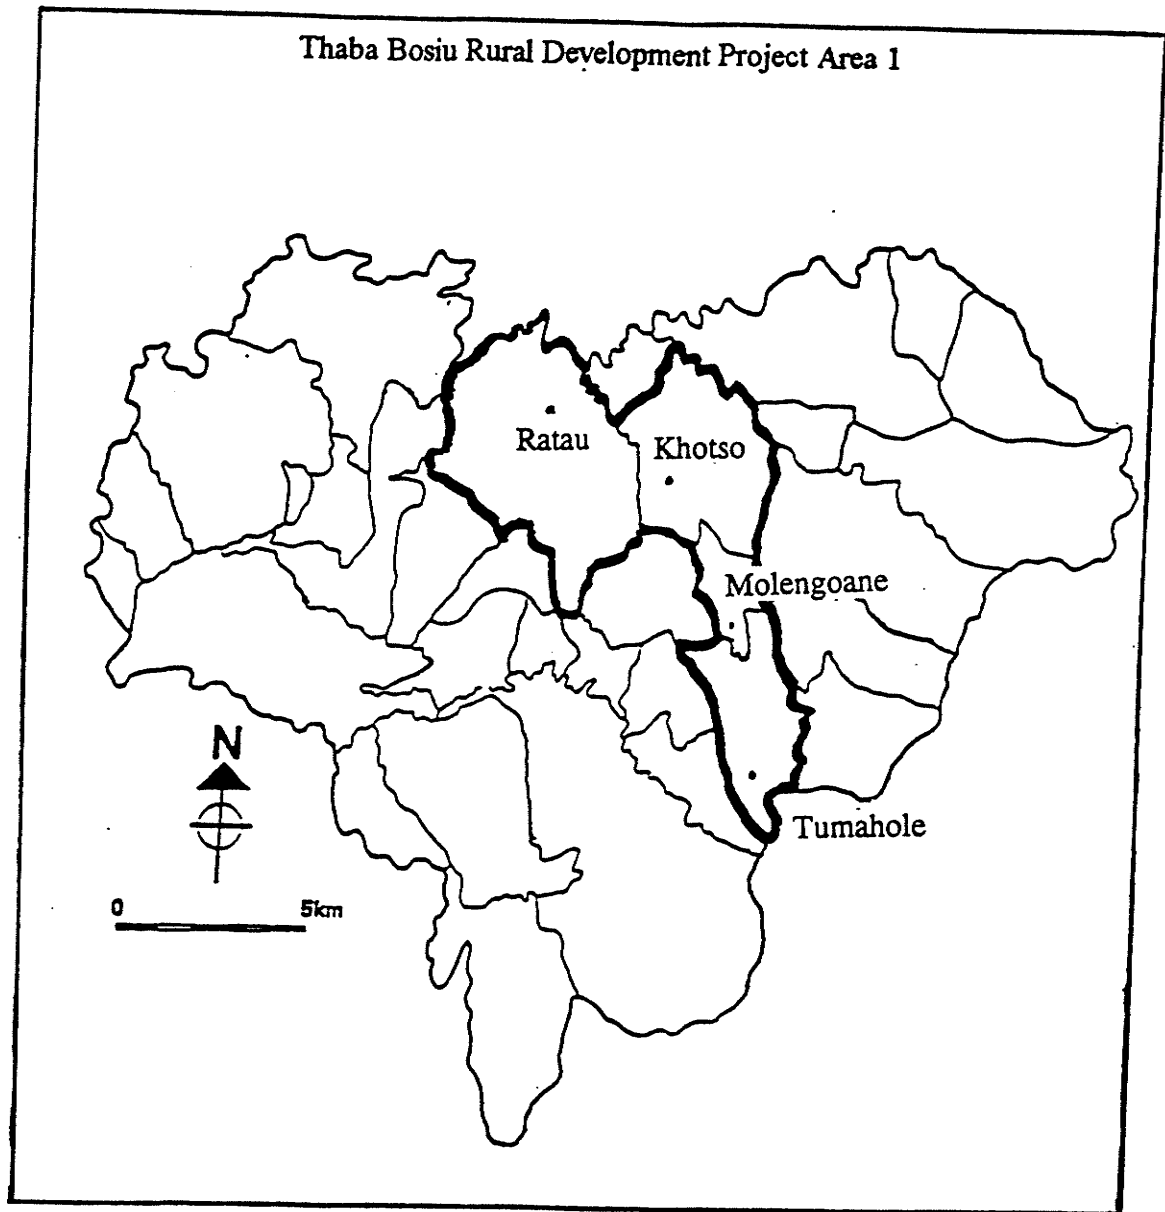 Thaba Bosiu Rural Development Project Area 1
Ratau
Khotso
Molengoane
N
Tumahole
0 5km